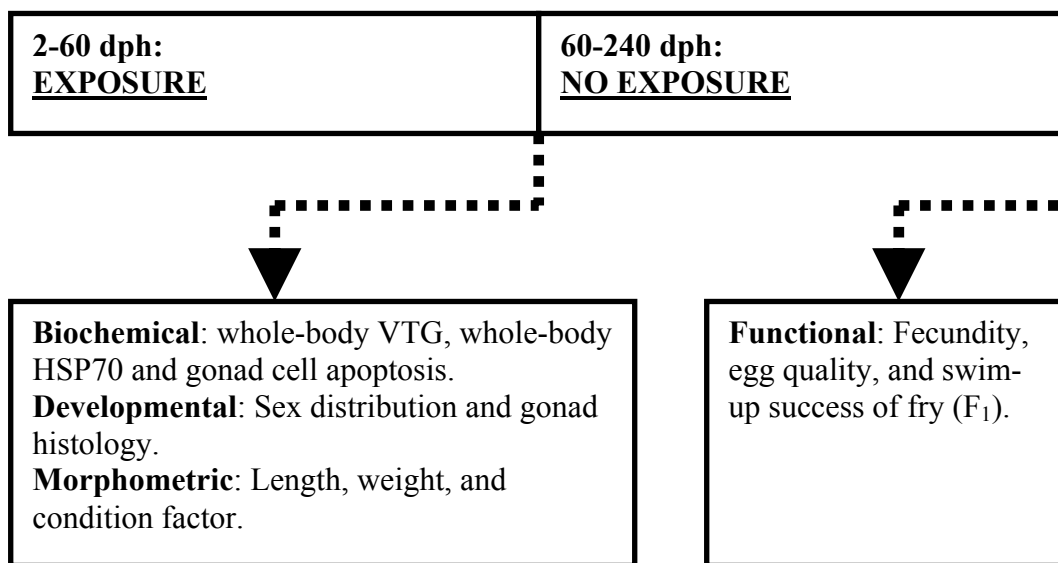 2-60 dph:
EXPOSURE
60-240 dph:
NO EXPOSURE
Biochemical: whole-body VTG, whole-body
HSP70 and gonad cell apoptosis.
Developmental: Sex distribution and gonad
histology.
Morphometric: Length, weight, and
condition factor.
Functional: Fecundity,
egg quality, and swim-
up success of fry (F₁).